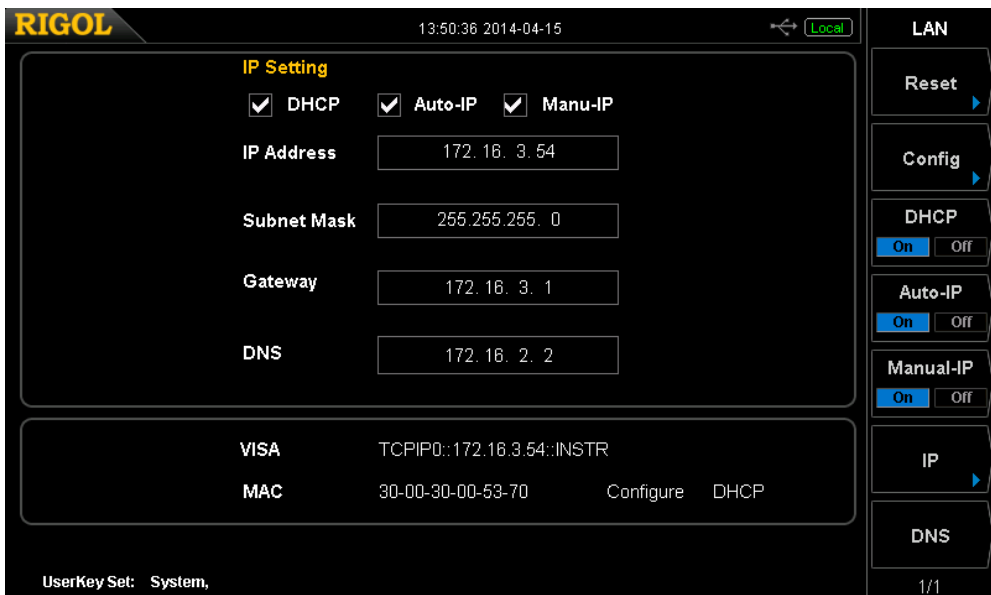 RIGOL 13:50:36 2014-04-15 Local
IP Setting
DHCP Auto-IP Manu-IP
IP Address 172. 16. 3. 54
Subnet Mask 255.255.255. 0
Gateway 172. 16. 3. 1
DNS 172. 16. 2. 2
VISA TCPIP0::172.16.3.54::INSTR
MAC 30-00-30-00-53-70 Configure DHCP
UserKey Set: System,
LAN
Reset
Config
DHCP
On Off
Auto-IP
On Off
Manual-IP
On Off
IP
DNS
1/1